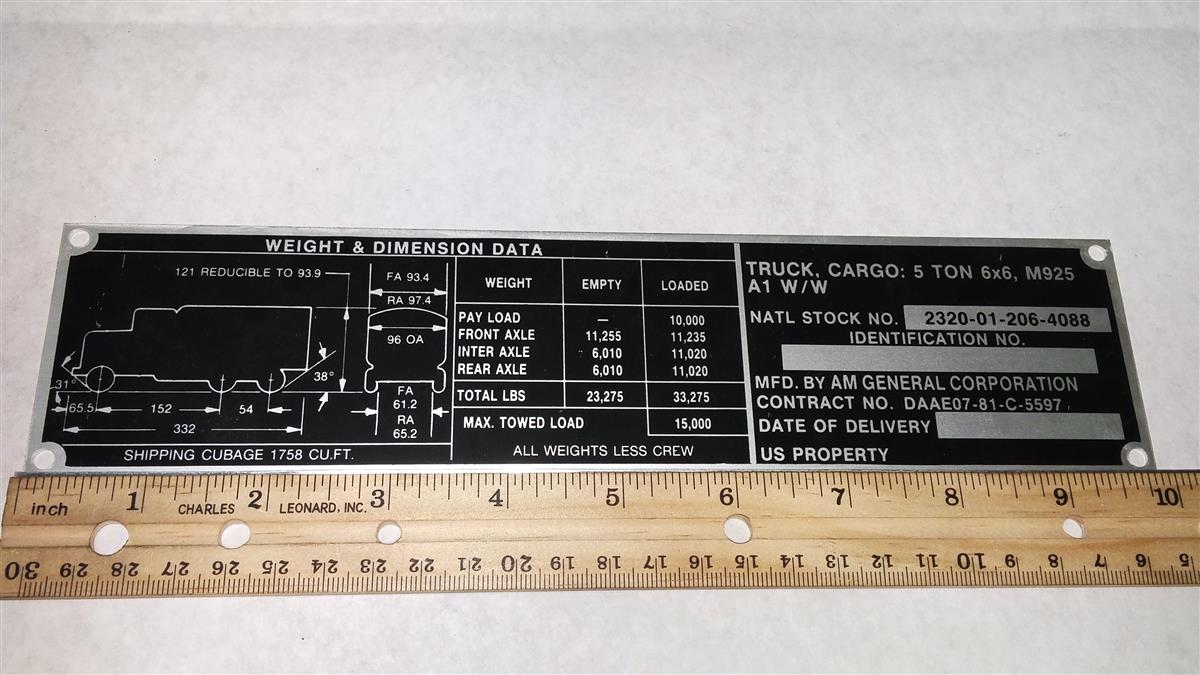 WEIGHT & DIMENSION DATA
121 REDUCIBLE TO 93.9
FA 93.4
RA 97.4
96 OA
31°
38°
65.5
152
54
332
FA
61.2
RA
65.2
SHIPPING CUBAGE 1758 CU.FT.
WEIGHT EMPTY LOADED
PAY LOAD — 10,000
FRONT AXLE 11,255 11,235
INTER AXLE 6,010 11,020
REAR AXLE 6,010 11,020
TOTAL LBS 23,275 33,275
MAX. TOWED LOAD 15,000
ALL WEIGHTS LESS CREW
TRUCK, CARGO: 5 TON 6x6, M925
A1 W/W
NATL STOCK NO. 2320-01-206-4088
IDENTIFICATION NO.
MFD. BY AM GENERAL CORPORATION
CONTRACT NO. DAAE07-81-C-5597
DATE OF DELIVERY
US PROPERTY
inch 1 2 3 4 5 6 7 8 9 10
CHARLES LEONARD, INC.
30 29 28 27 26 25 24 23 22 21 20 19 18 17 16 15 14 13 12 11 10 9 8 7 6 5